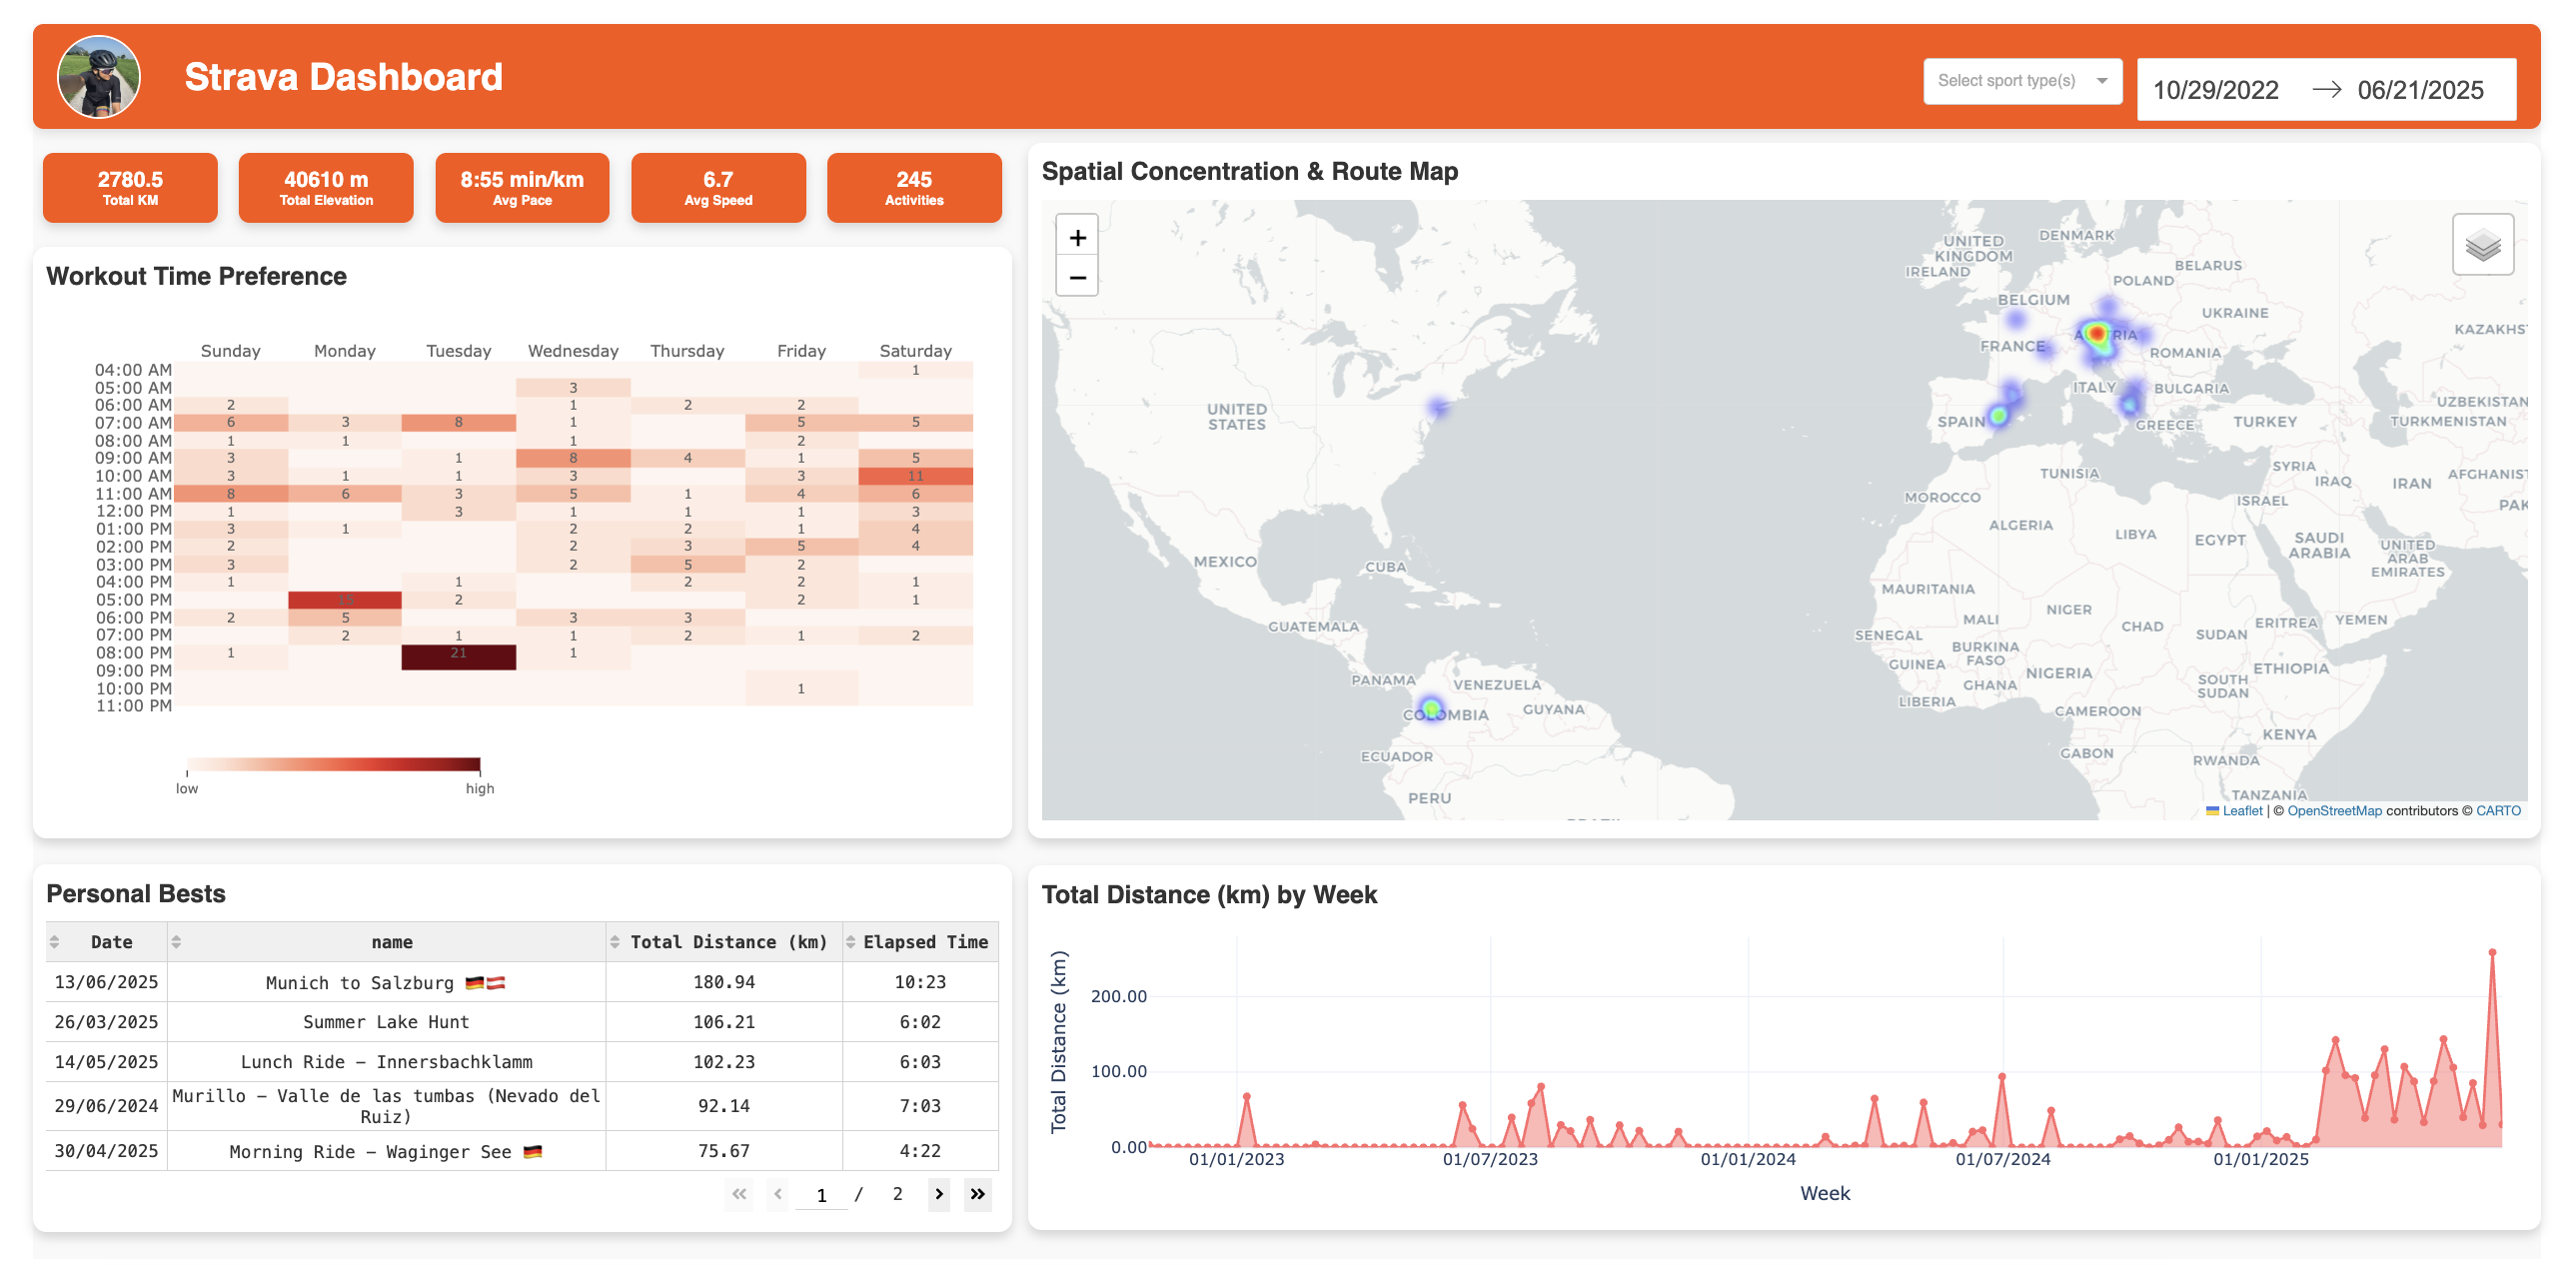 Strava Dashboard
Select sport type(s)
10/29/2022 → 06/21/2025
2780.5
Total KM
40610 m
Total Elevation
8:55 min/km
Avg Pace
6.7
Avg Speed
245
Activities
Workout Time Preference
Sunday Monday Tuesday Wednesday Thursday Friday Saturday
04:00 AM 1
05:00 AM 3
06:00 AM 2 1 2 2
07:00 AM 6 3 8 1 5 5
08:00 AM 1 1 1 2
09:00 AM 3 1 8 4 1 5
10:00 AM 3 1 1 3 3 11
11:00 AM 8 6 3 5 1 4 6
12:00 PM 1 3 1 1 1 3
01:00 PM 3 1 2 2 1 4
02:00 PM 2 2 3 5 4
03:00 PM 3 2 5 2
04:00 PM 1 1 2 2 1
05:00 PM 15 2 2 1
06:00 PM 2 5 3 3
07:00 PM 2 1 1 2 1 2
08:00 PM 1 21 1
09:00 PM
10:00 PM 1
11:00 PM
low high
Spatial Concentration & Route Map
+
−
UNITED KINGDOM
DENMARK
IRELAND
BELARUS
POLAND
BELGIUM
UKRAINE
KAZAKHST
FRANCE
ROMANIA
ITALY
BULGARIA
UZBEKISTAN
TURKMENISTAN
UNITED STATES
SPAIN
GREECE
TURKEY
TUNISIA
SYRIA
IRAQ
IRAN
AFGHANIST
MOROCCO
ISRAEL
PAK
ALGERIA
LIBYA
EGYPT
SAUDI ARABIA
UNITED ARAB EMIRATES
MEXICO
CUBA
MAURITANIA
NIGER
MALI
CHAD
SUDAN
ERITREA
YEMEN
GUATEMALA
SENEGAL
BURKINA FASO
GUINEA
NIGERIA
ETHIOPIA
PANAMA
VENEZUELA
GHANA
SOUTH SUDAN
LIBERIA
COLOMBIA
GUYANA
CAMEROON
KENYA
ECUADOR
GABON
RWANDA
PERU
TANZANIA
Leaflet | © OpenStreetMap contributors © CARTO
Personal Bests
Date name Total Distance (km) Elapsed Time
13/06/2025 Munich to Salzburg 🇩🇪🇦🇹 180.94 10:23
26/03/2025 Summer Lake Hunt 106.21 6:02
14/05/2025 Lunch Ride – Innersbachklamm 102.23 6:03
29/06/2024 Murillo – Valle de las tumbas (Nevado del
Ruiz) 92.14 7:03
30/04/2025 Morning Ride – Waginger See 🇩🇪 75.67 4:22
« ‹ 1 / 2 › »
Total Distance (km) by Week
Total Distance (km)
200.00
100.00
0.00
01/01/2023 01/07/2023 01/01/2024 01/07/2024 01/01/2025
Week